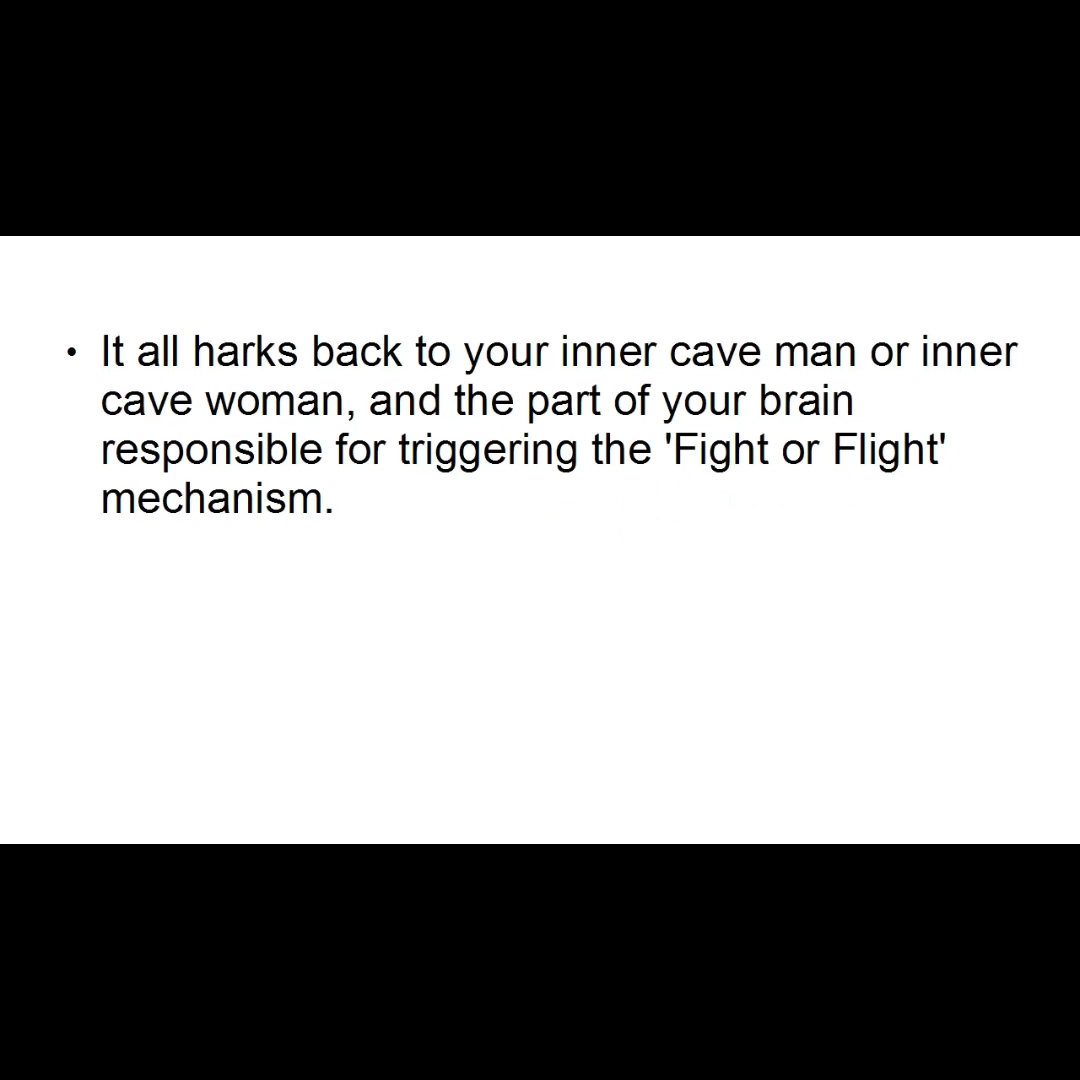 • It all harks back to your inner cave man or inner
cave woman, and the part of your brain
responsible for triggering the 'Fight or Flight'
mechanism.